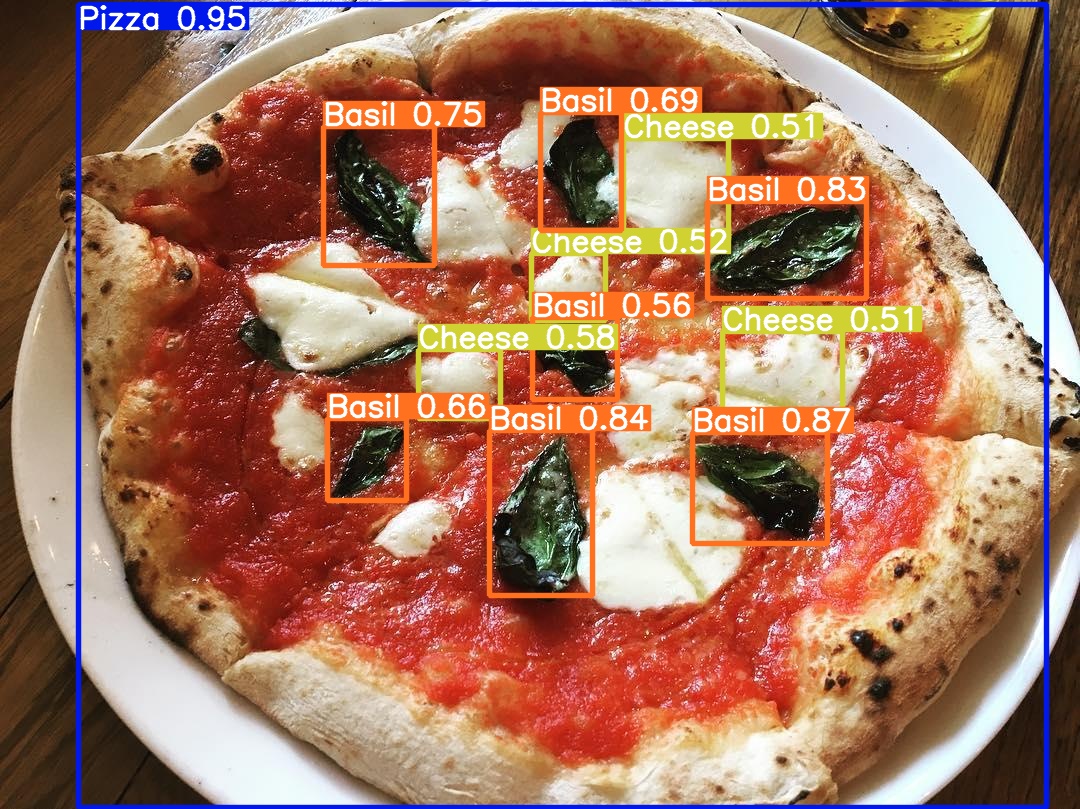 Pizza 0.95
Basil 0.75
Basil 0.69
Cheese 0.51
Basil 0.83
Cheese 0.52
Basil 0.56
Cheese 0.51
Cheese 0.58
Basil 0.66
Basil 0.84
Basil 0.87